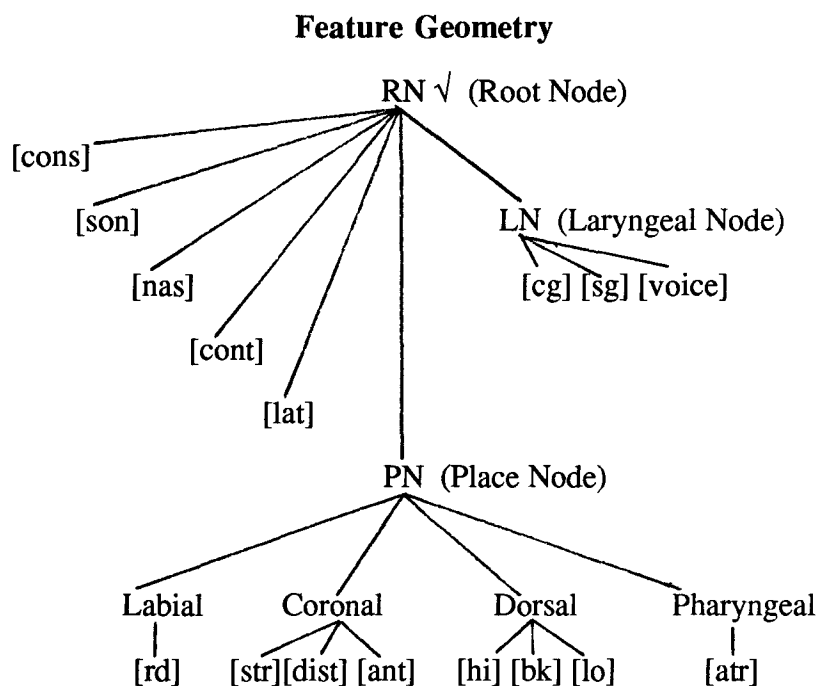 Feature Geometry
RN √ (Root Node)
[cons]
[son]
LN (Laryngeal Node)
[nas]
[cg] [sg] [voice]
[cont]
[lat]
PN (Place Node)
Labial Coronal Dorsal Pharyngeal
[rd] [str][dist] [ant] [hi] [bk] [lo] [atr]